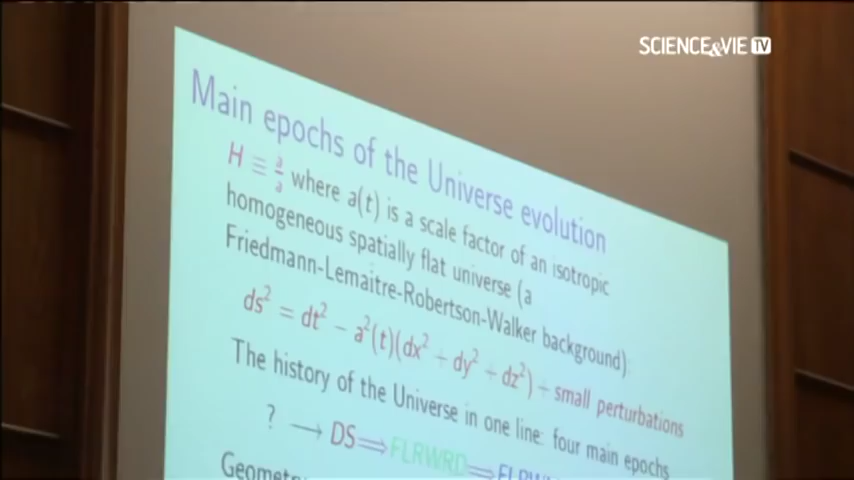 SCIENCE&VIE TV
Main epochs of the Universe evolution
H ≡ ȧ/a where a(t) is a scale factor of an isotropic
homogeneous spatially flat universe (a
Friedmann-Lemaitre-Robertson-Walker background):
ds² = dt² − a²(t)(dx² + dy² + dz²) + small perturbations
The history of the Universe in one line: four main epochs
? ⟶ DS⟹FLRWRD⟹